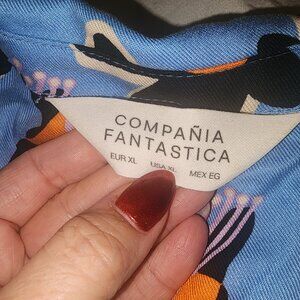 COMPAÑIA
FANTASTICA
EUR XL USA XL MEX EG